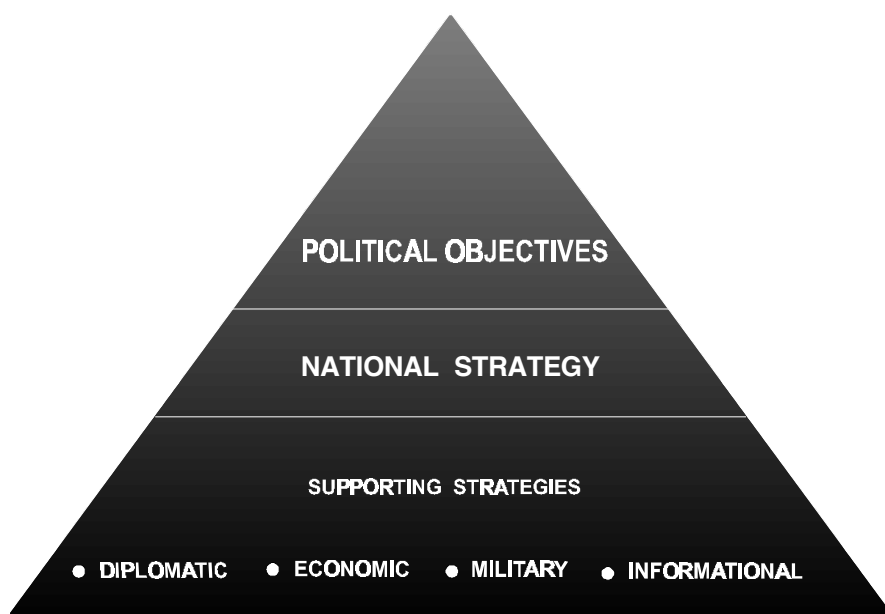 POLITICAL OBJECTIVES
NATIONAL STRATEGY
SUPPORTING STRATEGIES
• DIPLOMATIC • ECONOMIC • MILITARY • INFORMATIONAL